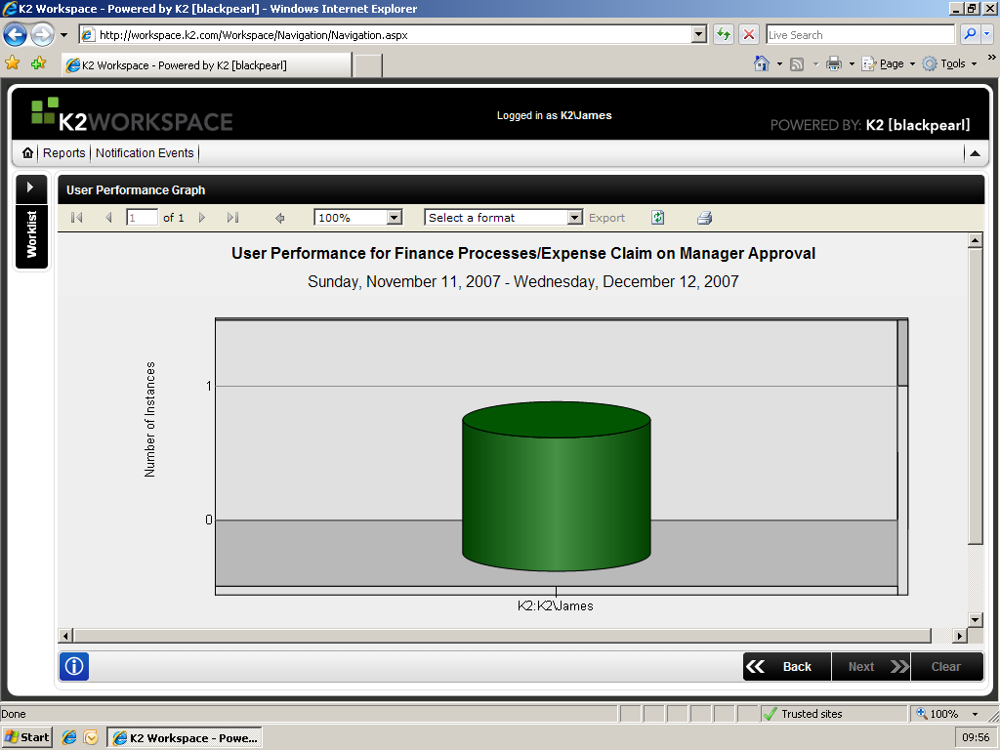 K2 Workspace - Powered by K2 [blackpearl] - Windows Internet Explorer
http://workspace.k2.com/Workspace/Navigation/Navigation.aspx
Live Search
K2 Workspace - Powered by K2 [blackpearl]
Page
Tools
K2WORKSPACE
Logged in as K2\James
POWERED BY: K2 [blackpearl]
Reports
Notification Events
Worklist
User Performance Graph
1 of 1
100%
Select a format
Export
User Performance for Finance Processes/Expense Claim on Manager Approval
Sunday, November 11, 2007 - Wednesday, December 12, 2007
Number of Instances
1
0
K2:K2\James
Back
Next
Clear
Done
Trusted sites
100%
Start
K2 Workspace - Powe...
09:56